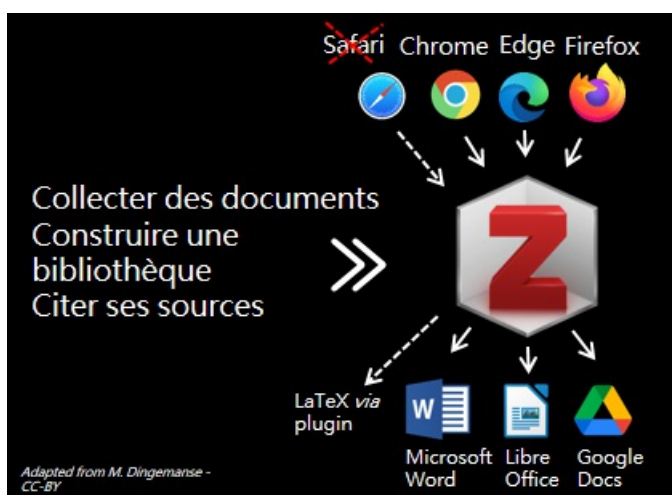 Safari Chrome Edge Firefox
Collecter des documents
Construire une
bibliothèque
Citer ses sources
Z
LaTeX via
plugin
W
Microsoft
Word
Libre
Office
Google
Docs
Adapted from M. Dingemanse -
CC-BY